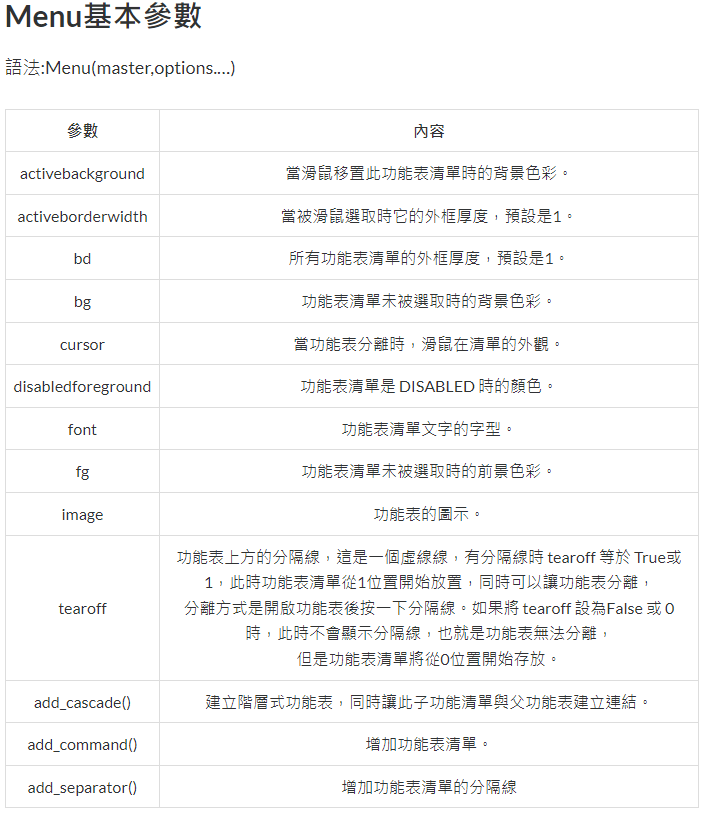 Menu基本參數
語法:Menu(master,options....)
參數 內容
activebackground 當滑鼠移置此功能表清單時的背景色彩。
activeborderwidth 當被滑鼠選取時它的外框厚度，預設是1。
bd 所有功能表清單的外框厚度，預設是1。
bg 功能表清單未被選取時的背景色彩。
cursor 當功能表分離時，滑鼠在清單的外觀。
disabledforeground 功能表清單是 DISABLED 時的顏色。
font 功能表清單文字的字型。
fg 功能表清單未被選取時的前景色彩。
image 功能表的圖示。
tearoff 功能表上方的分隔線，這是一個虛線線，有分隔線時 tearoff 等於 True或
1，此時功能表清單從1位置開始放置，同時可以讓功能表分離，
分離方式是開啟功能表後按一下分隔線。如果將 tearoff 設為False 或 0
時，此時不會顯示分隔線，也就是功能表無法分離，
但是功能表清單將從0位置開始存放。
add_cascade() 建立階層式功能表，同時讓此子功能清單與父功能表建立連結。
add_command() 增加功能表清單。
add_separator() 增加功能表清單的分隔線